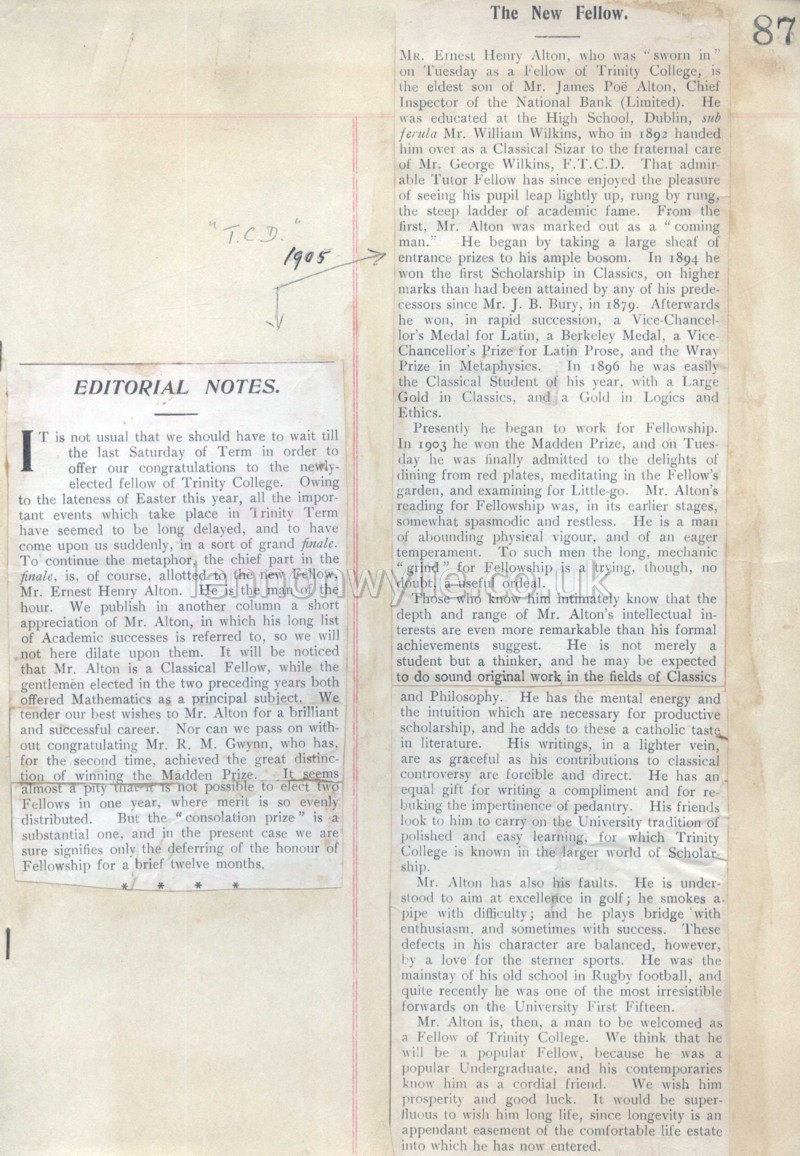 87
"T.C.D."
1905
EDITORIAL NOTES.
IT is not usual that we should have to wait till
the last Saturday of Term in order to
offer our congratulations to the newly-
elected fellow of Trinity College. Owing
to the lateness of Easter this year, all the impor-
tant events which take place in Trinity Term
have seemed to be long delayed, and to have
come upon us suddenly, in a sort of grand finale.
To continue the metaphor, the chief part in the
finale, is, of course, allotted to the new Fellow,
Mr. Ernest Henry Alton. He is the man of the
hour. We publish in another column a short
appreciation of Mr. Alton, in which his long list
of Academic successes is referred to, so we will
not here dilate upon them. It will be noticed
that Mr. Alton is a Classical Fellow, while the
gentlemen elected in the two preceding years both
offered Mathematics as a principal subject. We
tender our best wishes to Mr. Alton for a brilliant
and successful career. Nor can we pass on with-
out congratulating Mr. R. M. Gwynn, who has,
for the second time, achieved the great distinc-
tion of winning the Madden Prize. It seems
almost a pity that it is not possible to elect two
Fellows in one year, where merit is so evenly
distributed. But the "consolation prize" is a
substantial one, and in the present case we are
sure signifies only the deferring of the honour of
Fellowship for a brief twelve months.
* * * *
The New Fellow.
MR. Ernest Henry Alton, who was "sworn in"
on Tuesday as a Fellow of Trinity College, is
the eldest son of Mr. James Poë Alton, Chief
Inspector of the National Bank (Limited). He
was educated at the High School, Dublin, sub
ferula Mr. William Wilkins, who in 1892 handed
him over as a Classical Sizar to the fraternal care
of Mr. George Wilkins, F.T.C.D. That admir-
able Tutor Fellow has since enjoyed the pleasure
of seeing his pupil leap lightly up, rung by rung,
the steep ladder of academic fame. From the
first, Mr. Alton was marked out as a "coming
man." He began by taking a large sheaf of
entrance prizes to his ample bosom. In 1894 he
won the first Scholarship in Classics, on higher
marks than had been attained by any of his prede-
cessors since Mr. J. B. Bury, in 1879. Afterwards
he won, in rapid succession, a Vice-Chancel-
lor's Medal for Latin, a Berkeley Medal, a Vice-
Chancellor's Prize for Latin Prose, and the Wray
Prize in Metaphysics. In 1896 he was easily
the Classical Student of his year, with a Large
Gold in Classics, and a Gold in Logics and
Ethics.
Presently he began to work for Fellowship.
In 1903 he won the Madden Prize, and on Tues-
day he was finally admitted to the delights of
dining from red plates, meditating in the Fellow's
garden, and examining for Little-go. Mr. Alton's
reading for Fellowship was, in its earlier stages,
somewhat spasmodic and restless. He is a man
of abounding physical vigour, and of an eager
temperament. To such men the long, mechanic
"grind" for Fellowship is a trying, though, no
doubt, a useful ordeal.
Those who know him intimately know that the
depth and range of Mr. Alton's intellectual in-
terests are even more remarkable than his formal
achievements suggest. He is not merely a
student but a thinker, and he may be expected
to do sound original work in the fields of Classics
and Philosophy. He has the mental energy and
the intuition which are necessary for productive
scholarship, and he adds to these a catholic taste
in literature. His writings, in a lighter vein,
are as graceful as his contributions to classical
controversy are forcible and direct. He has an
equal gift for writing a compliment and for re-
buking the impertinence of pedantry. His friends
look to him to carry on the University tradition of
polished and easy learning, for which Trinity
College is known in the larger world of Scholar-
ship.
Mr. Alton has also his faults. He is under-
stood to aim at excellence in golf; he smokes a
pipe with difficulty; and he plays bridge with
enthusiasm, and sometimes with success. These
defects in his character are balanced, however,
by a love for the sterner sports. He was the
mainstay of his old school in Rugby football, and
quite recently he was one of the most irresistible
forwards on the University First Fifteen.
Mr. Alton is, then, a man to be welcomed as
a Fellow of Trinity College. We think that he
will be a popular Fellow, because he was a
popular Undergraduate, and his contemporaries
know him as a cordial friend. We wish him
prosperity and good luck. It would be super-
fluous to wish him long life, since longevity is an
appendant easement of the comfortable life estate
into which he has now entered.